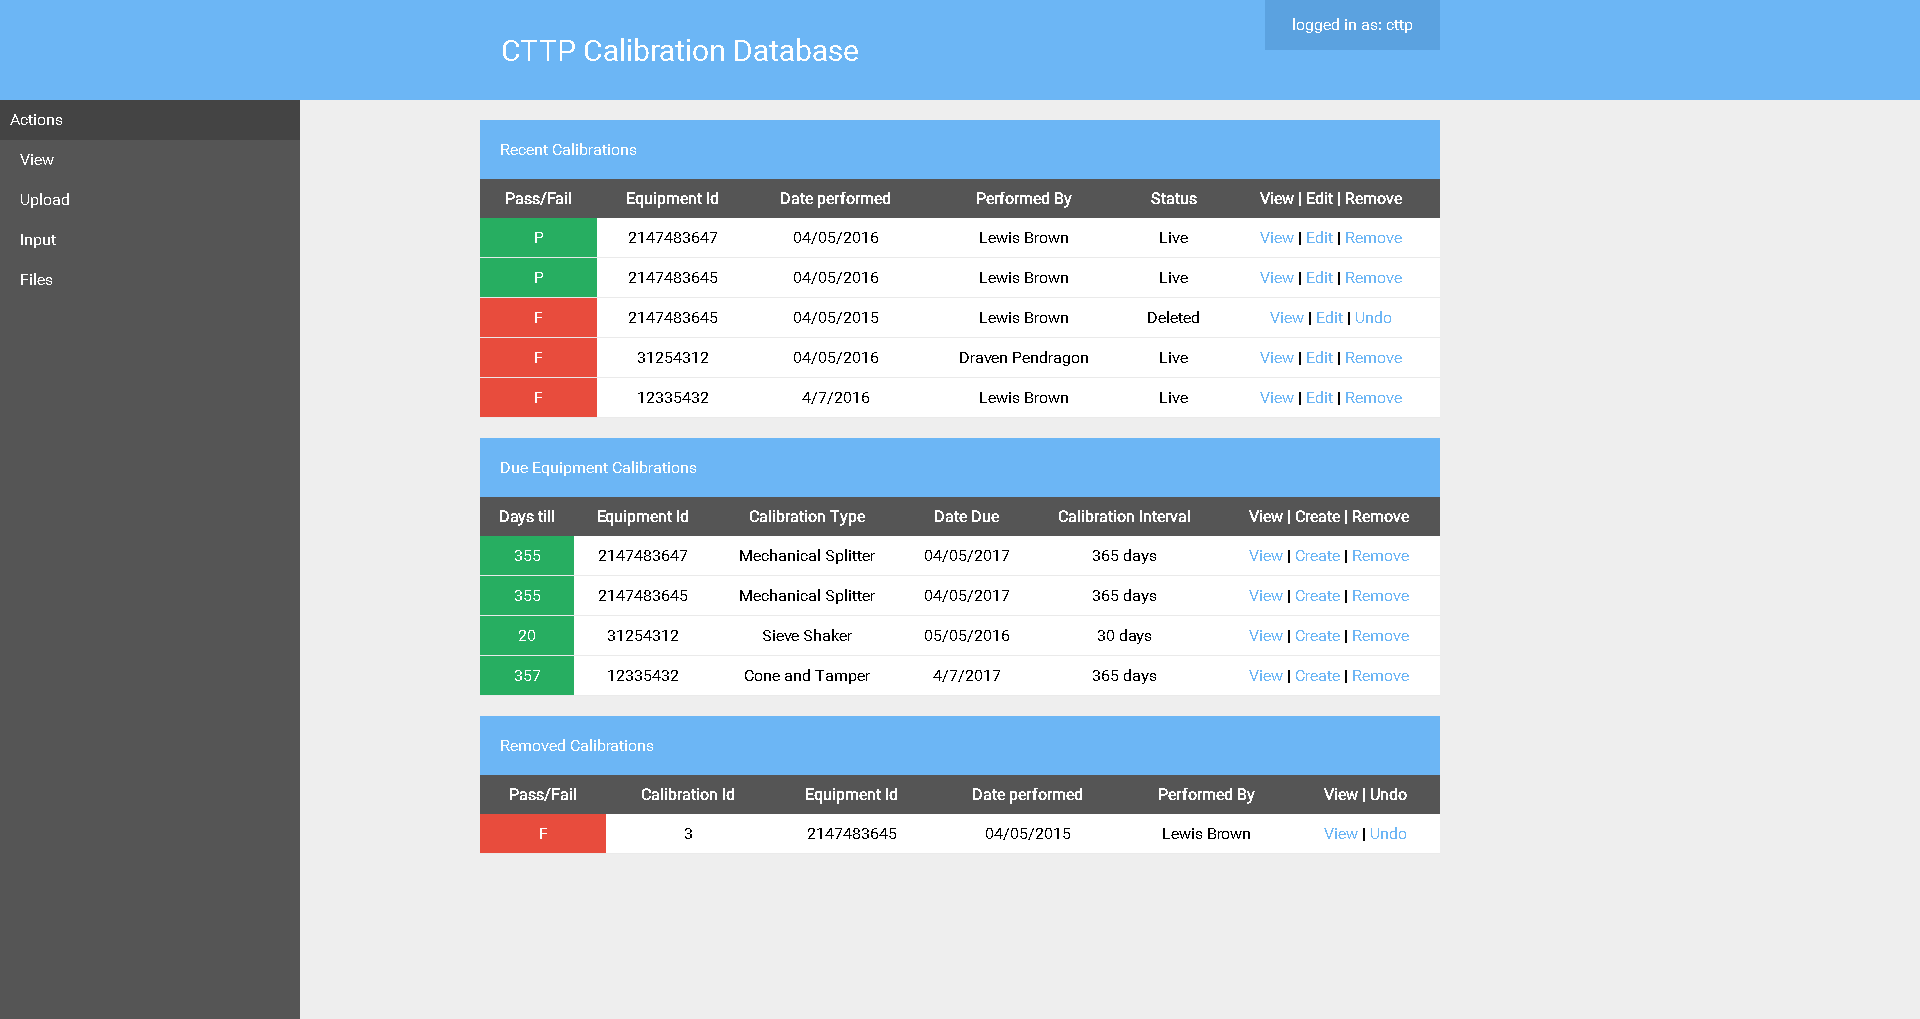 logged in as: cttp
CTTP Calibration Database
Actions
View
Upload
Input
Files
Recent Calibrations
Pass/Fail Equipment Id Date performed Performed By Status View | Edit | Remove
P 2147483647 04/05/2016 Lewis Brown Live View | Edit | Remove
P 2147483645 04/05/2016 Lewis Brown Live View | Edit | Remove
F 2147483645 04/05/2015 Lewis Brown Deleted View | Edit | Undo
F 31254312 04/05/2016 Draven Pendragon Live View | Edit | Remove
F 12335432 4/7/2016 Lewis Brown Live View | Edit | Remove
Due Equipment Calibrations
Days till Equipment Id Calibration Type Date Due Calibration Interval View | Create | Remove
355 2147483647 Mechanical Splitter 04/05/2017 365 days View | Create | Remove
355 2147483645 Mechanical Splitter 04/05/2017 365 days View | Create | Remove
20 31254312 Sieve Shaker 05/05/2016 30 days View | Create | Remove
357 12335432 Cone and Tamper 4/7/2017 365 days View | Create | Remove
Removed Calibrations
Pass/Fail Calibration Id Equipment Id Date performed Performed By View | Undo
F 3 2147483645 04/05/2015 Lewis Brown View | Undo